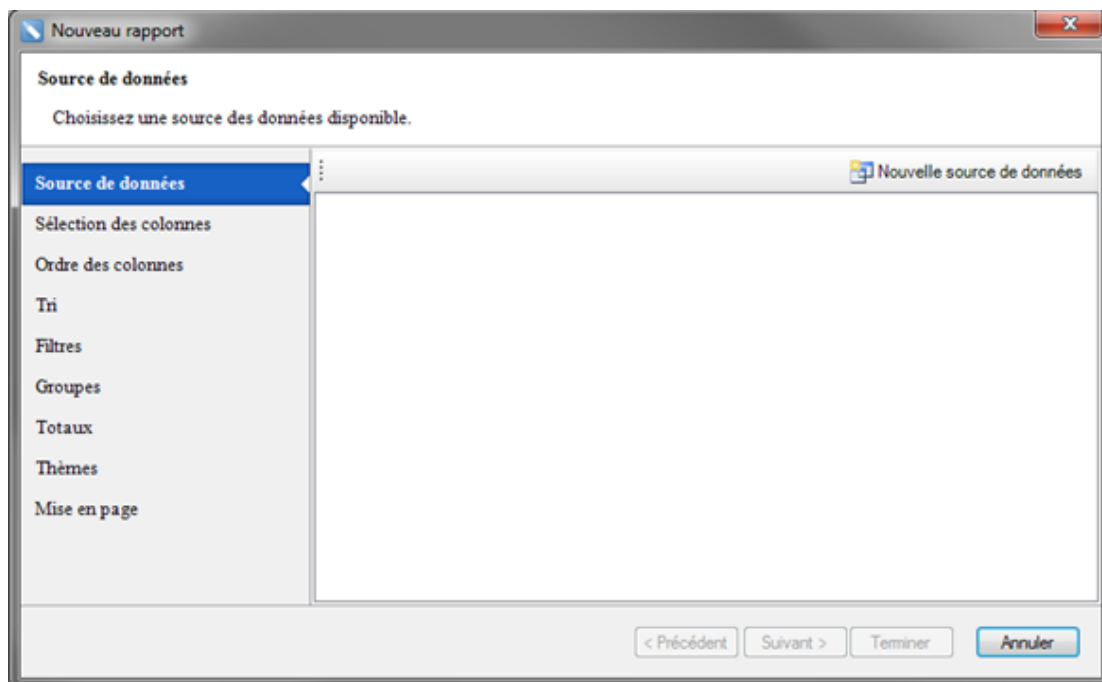 Nouveau rapport
Source de données
Choisissez une source des données disponible.
Source de données
Nouvelle source de données
Sélection des colonnes
Ordre des colonnes
Tri
Filtres
Groupes
Totaux
Thèmes
Mise en page
< Précédent
Suivant >
Terminer
Annuler